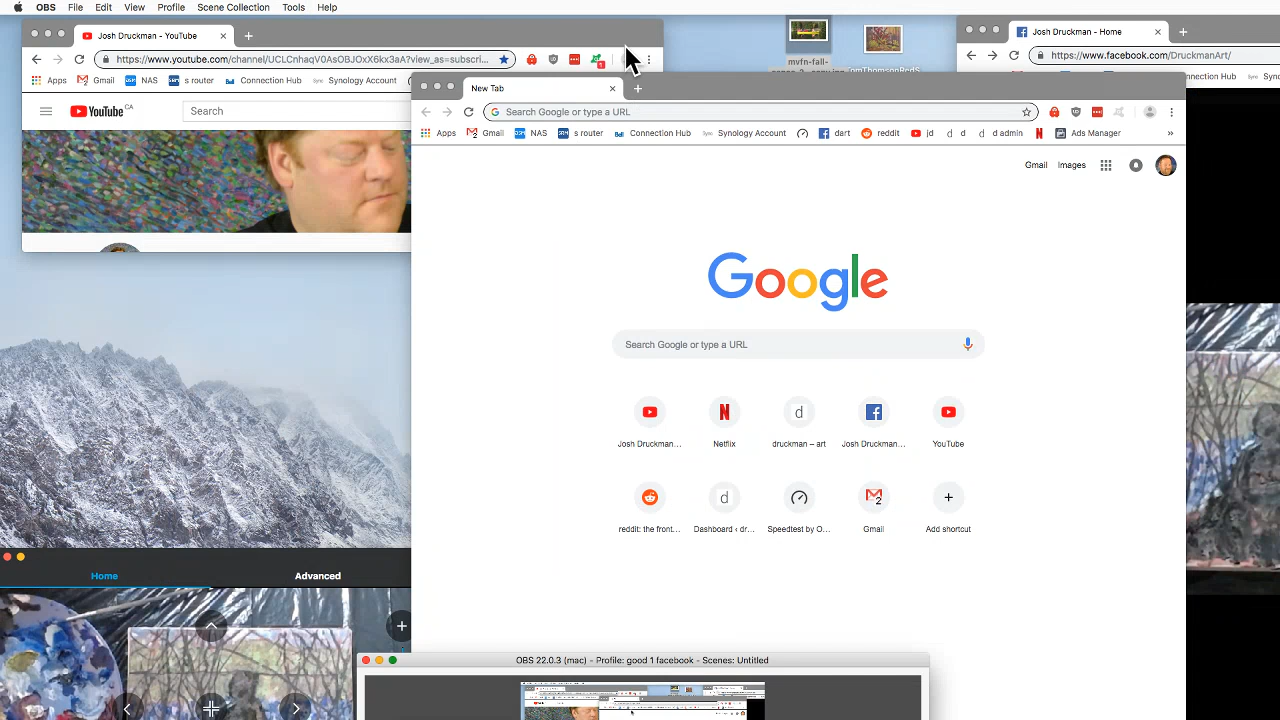 OBS File Edit View Profile Scene Collection Tools Help
Josh Druckman - YouTube
https://www.youtube.com/channel/UCLCnhaqV0AsOBJOxX6kx3aA?view_as=subscri...
Apps Gmail NAS s router Connection Hub Synology Accoun
YouTube CA
Search
mvfn-fall-
Josh Druckman - Home
https://www.facebook.com/DruckmanArt/
nnection Hub
New Tab
Search Google or type a URL
Apps Gmail NAS s router Connection Hub Synology Account dart reddit jd d d admin Ads Manager »
Gmail Images
Google
Search Google or type a URL
Josh Druckman... Netflix druckman – art Josh Druckman... YouTube
reddit: the front... Dashboard ‹ dr... Speedtest by O... Gmail Add shortcut
Home Advanced
OBS 22.0.3 (mac) - Profile: good 1 facebook - Scenes: Untitled